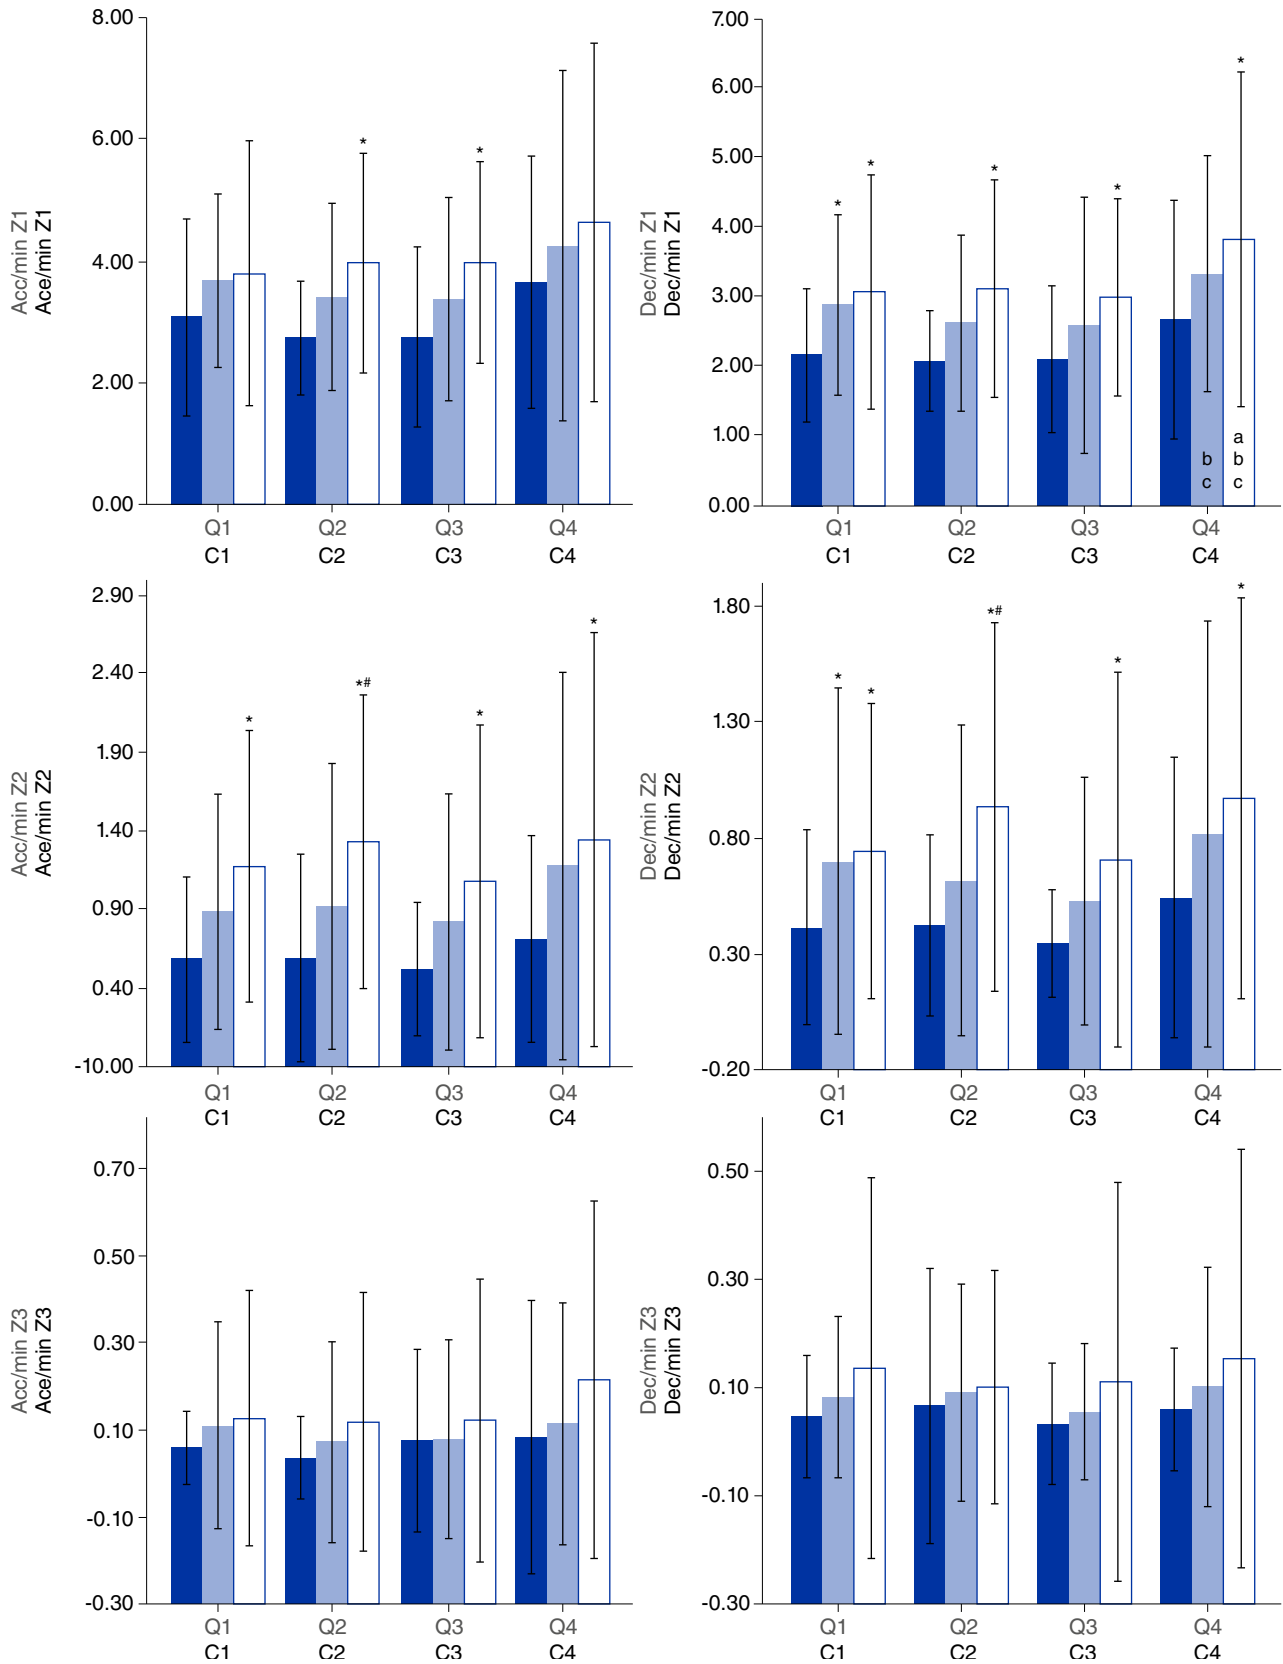 8.00
6.00
4.00
2.00
0.00
Acc/min Z1
Ace/min Z1
*
*
Q1
Q2
Q3
Q4
C1
C2
C3
C4
7.00
6.00
5.00
4.00
3.00
2.00
1.00
0.00
Dec/min Z1
Dec/min Z1
*
*
*
*
*
b
c
a
b
c
Q1
Q2
Q3
Q4
C1
C2
C3
C4
2.90
2.40
1.90
1.40
0.90
0.40
-10.00
Acc/min Z2
Ace/min Z2
*
*#
*
*
Q1
Q2
Q3
Q4
C1
C2
C3
C4
1.80
1.30
0.80
0.30
-0.20
Dec/min Z2
Dec/min Z2
*
*
*#
*
*
Q1
Q2
Q3
Q4
C1
C2
C3
C4
0.70
0.50
0.30
0.10
-0.10
-0.30
Acc/min Z3
Ace/min Z3
Q1
Q2
Q3
Q4
C1
C2
C3
C4
0.50
0.30
0.10
-0.10
-0.30
Dec/min Z3
Dec/min Z3
Q1
Q2
Q3
Q4
C1
C2
C3
C4